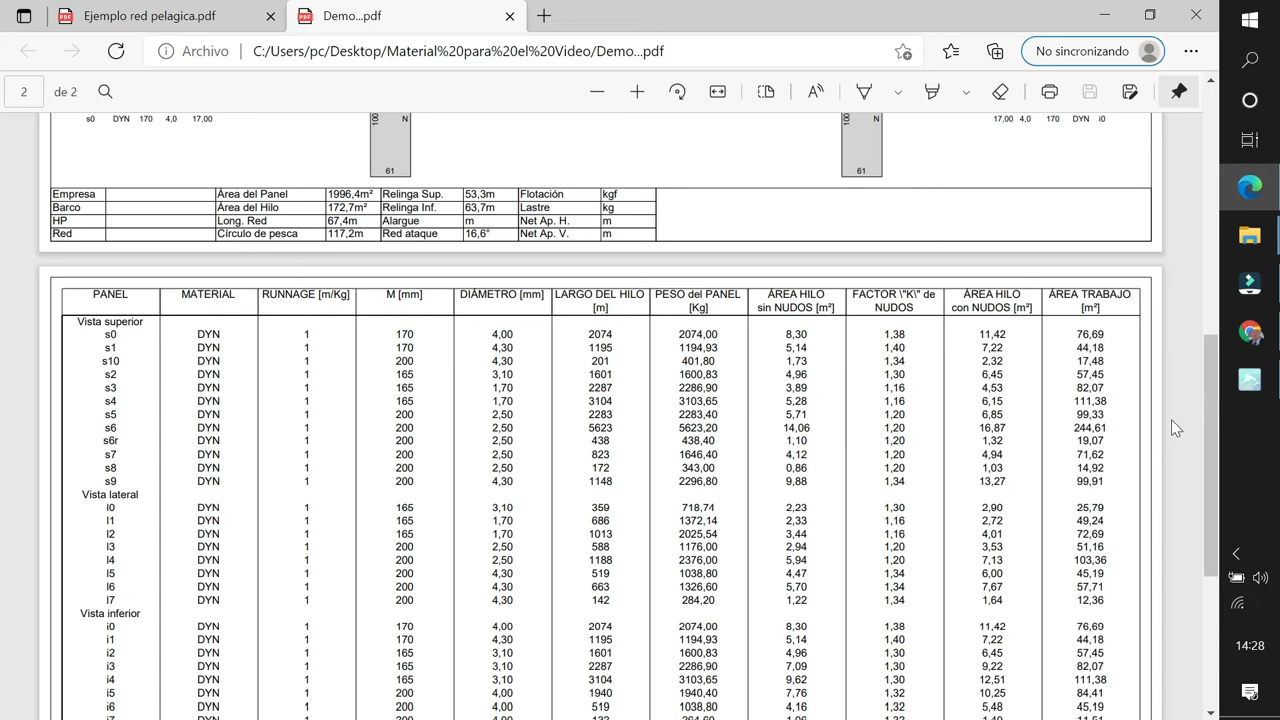 Ejemplo red pelagica.pdf
Demo...pdf
Archivo C:/Users/pc/Desktop/Material%20para%20el%20Video/Demo...pdf
No sincronizando
2 de 2
s0 DYN 170 4,0 17,00 100 N 100 N 17,00 4,0 170 DYN i0
61 61
Empresa Área del Panel 1996,4m² Relinga Sup. 53,3m Flotación kgf
Barco Área del Hilo 172,7m² Relinga Inf. 63,7m Lastre kg
HP Long. Red 67,4m Alargue m Net Ap. H. m
Red Círculo de pesca 117,2m Red ataque 16,6° Net Ap. V. m
PANEL MATERIAL RUNNAGE [m/Kg] M [mm] DIÁMETRO [mm] LARGO DEL HILO PESO del PANEL ÁREA HILO FACTOR \"K\" de ÁREA HILO ÁREA TRABAJO
[m] [Kg] sin NUDOS [m²] NUDOS con NUDOS [m²] [m²]
Vista superior
s0 DYN 1 170 4,00 2074 2074,00 8,30 1,38 11,42 76,69
s1 DYN 1 170 4,30 1195 1194,93 5,14 1,40 7,22 44,18
s10 DYN 1 200 4,30 201 401,80 1,73 1,34 2,32 17,48
s2 DYN 1 165 3,10 1601 1600,83 4,96 1,30 6,45 57,45
s3 DYN 1 165 1,70 2287 2286,90 3,89 1,16 4,53 82,07
s4 DYN 1 165 1,70 3104 3103,65 5,28 1,16 6,15 111,38
s5 DYN 1 200 2,50 2283 2283,40 5,71 1,20 6,85 99,33
s6 DYN 1 200 2,50 5623 5623,20 14,06 1,20 16,87 244,61
s6r DYN 1 200 2,50 438 438,40 1,10 1,20 1,32 19,07
s7 DYN 1 200 2,50 823 1646,40 4,12 1,20 4,94 71,62
s8 DYN 1 200 2,50 172 343,00 0,86 1,20 1,03 14,92
s9 DYN 1 200 4,30 1148 2296,80 9,88 1,34 13,27 99,91
Vista lateral
l0 DYN 1 165 3,10 359 718,74 2,23 1,30 2,90 25,79
l1 DYN 1 165 1,70 686 1372,14 2,33 1,16 2,72 49,24
l2 DYN 1 165 1,70 1013 2025,54 3,44 1,16 4,01 72,69
l3 DYN 1 200 2,50 588 1176,00 2,94 1,20 3,53 51,16
l4 DYN 1 200 2,50 1188 2376,00 5,94 1,20 7,13 103,36
l5 DYN 1 200 4,30 519 1038,80 4,47 1,34 6,00 45,19
l6 DYN 1 200 4,30 663 1326,60 5,70 1,34 7,67 57,71
l7 DYN 1 200 4,30 142 284,20 1,22 1,34 1,64 12,36
Vista inferior
i0 DYN 1 170 4,00 2074 2074,00 8,30 1,38 11,42 76,69
i1 DYN 1 170 4,30 1195 1194,93 5,14 1,40 7,22 44,18
i2 DYN 1 165 3,10 1601 1600,83 4,96 1,30 6,45 57,45
i3 DYN 1 165 3,10 2287 2286,90 7,09 1,30 9,22 82,07
i4 DYN 1 165 3,10 3104 3103,65 9,62 1,30 12,51 111,38
i5 DYN 1 200 4,00 1940 1940,40 7,76 1,32 10,25 84,41
i6 DYN 1 200 4,00 519 1038,80 4,16 1,32 5,48 45,19
14:28